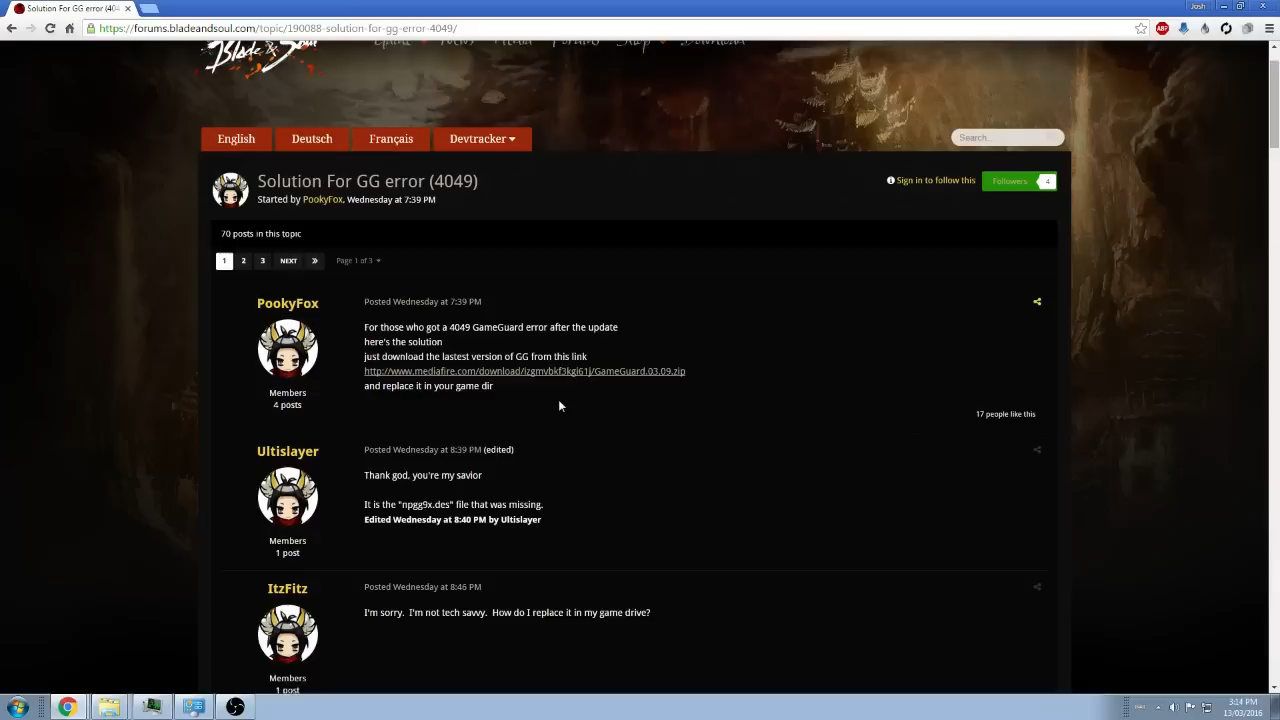 Solution For GG error (404
Josh
https://forums.bladeandsoul.com/topic/190088-solution-for-gg-error-4049/
ABP
Blade & Soul
English
Deutsch
Français
Devtracker
Search...
Solution For GG error (4049)
Started by PookyFox, Wednesday at 7:39 PM
Sign in to follow this
Followers
4
70 posts in this topic
1 2 3 NEXT Page 1 of 3
PookyFox
Members
4 posts
Posted Wednesday at 7:39 PM
For those who got a 4049 GameGuard error after the update
here's the solution
just download the lastest version of GG from this link
http://www.mediafire.com/download/izgmvbkf3kgi61j/GameGuard.03.09.zip
and replace it in your game dir
17 people like this
Ultislayer
Members
1 post
Posted Wednesday at 8:39 PM (edited)
Thank god, you're my savior
It is the "npgg9x.des" file that was missing.
Edited Wednesday at 8:40 PM by Ultislayer
ItzFitz
Members
1 post
Posted Wednesday at 8:46 PM
I'm sorry. I'm not tech savvy. How do I replace it in my game drive?
3:14 PM
13/03/2016